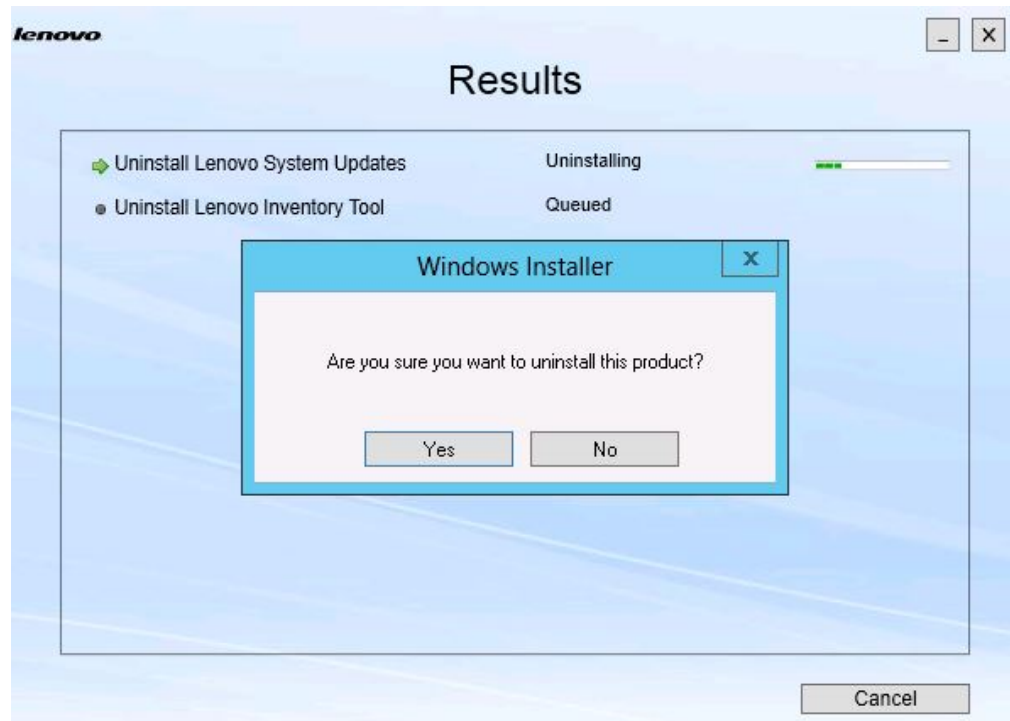 lenovo
Results
Uninstall Lenovo System Updates Uninstalling
Uninstall Lenovo Inventory Tool Queued
Windows Installer
Are you sure you want to uninstall this product?
Yes No
Cancel